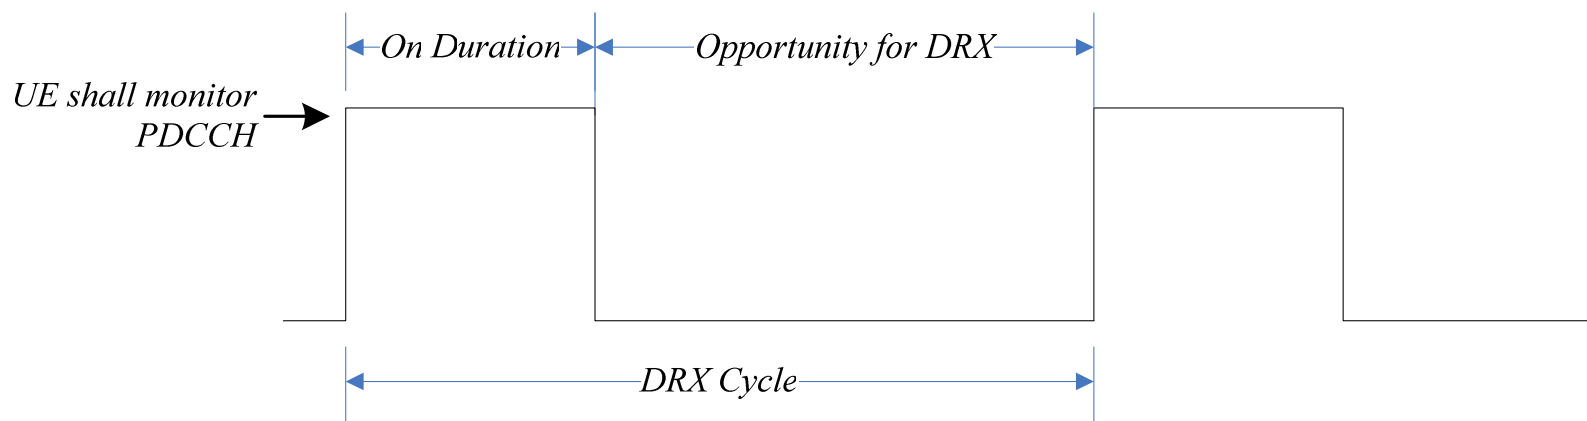 On Duration
Opportunity for DRX
UE shall monitor
PDCCH
DRX Cycle